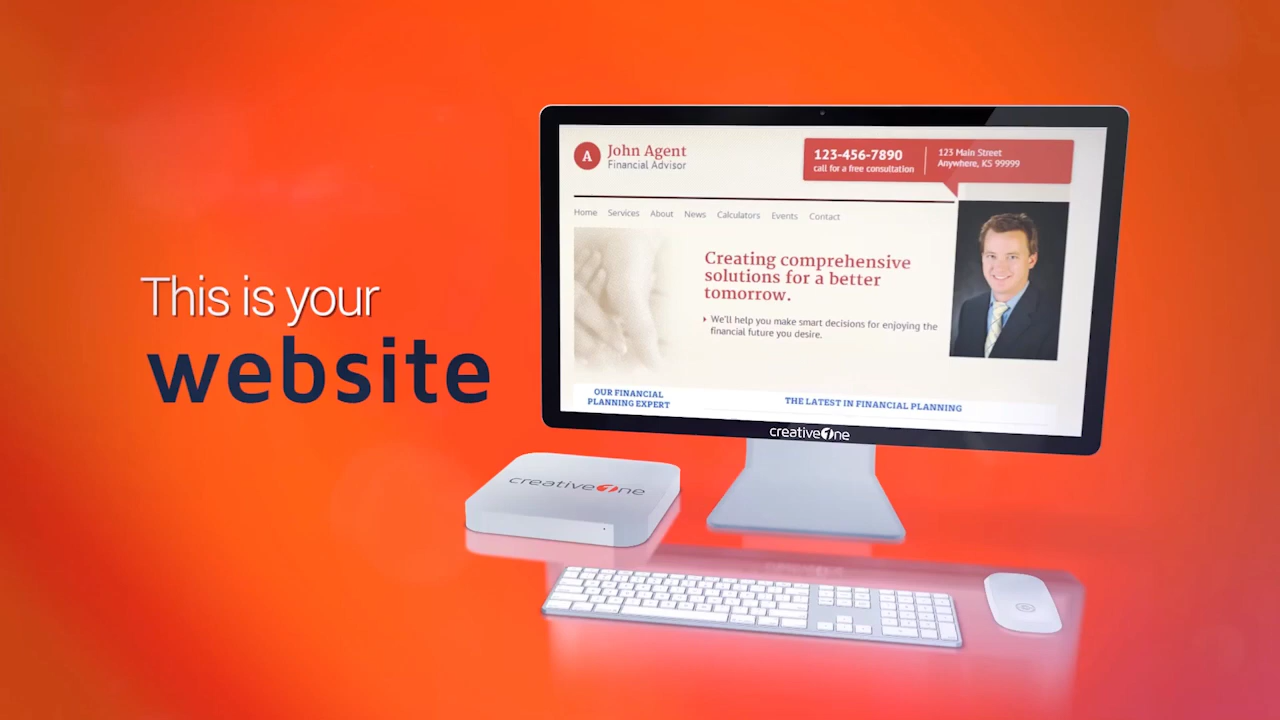 This is your
website
A
John Agent
Financial Advisor
123-456-7890
call for a free consultation
123 Main Street
Anywhere, KS 99999
Home Services About News Calculators Events Contact
Creating comprehensive
solutions for a better
tomorrow.
We'll help you make smart decisions for enjoying the
financial future you desire.
OUR FINANCIAL
PLANNING EXPERT
THE LATEST IN FINANCIAL PLANNING
creative1ne
creative1ne